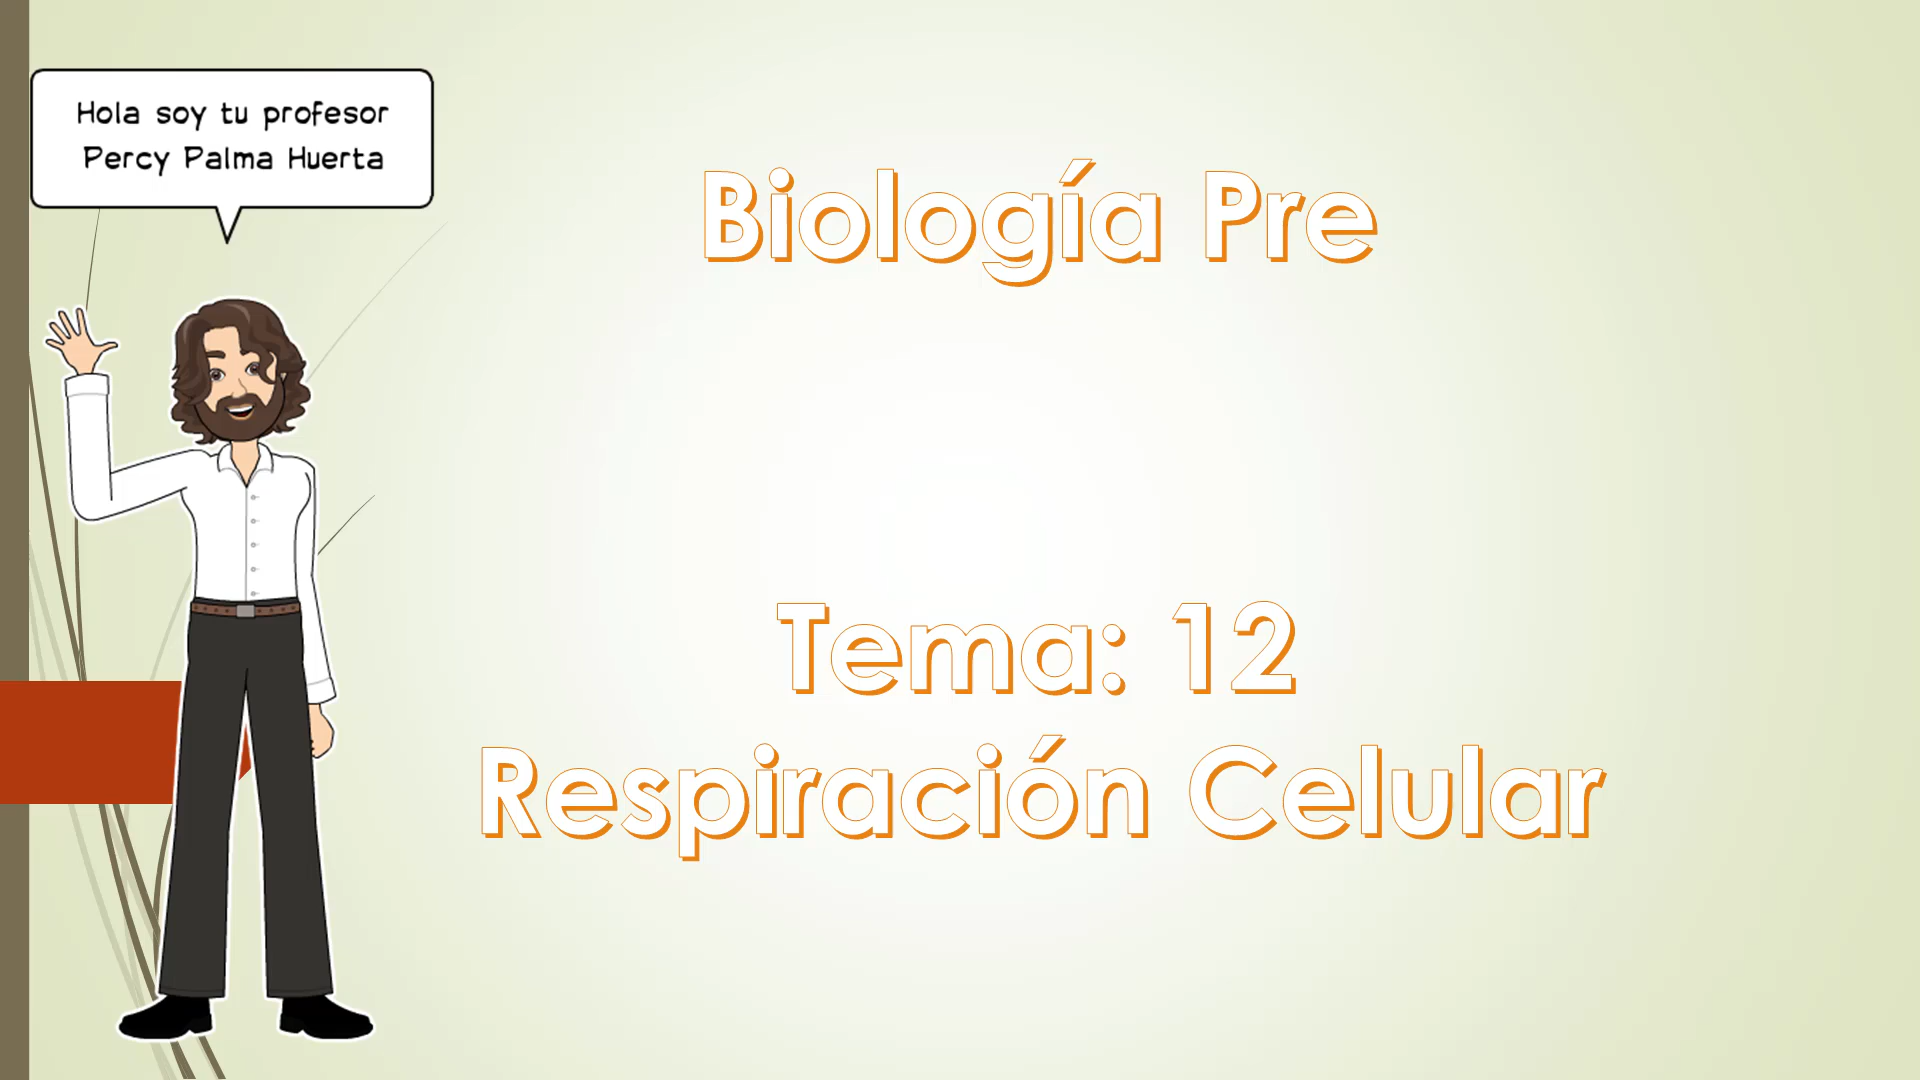 Hola soy tu profesor
Percy Palma Huerta
Biología Pre
Tema: 12
Respiración Celular